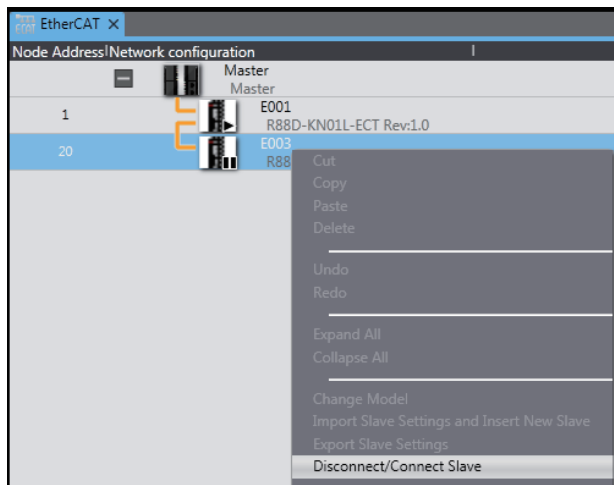 EtherCAT
Node Address Network configuration
Master
Master
1 E001
R88D-KN01L-ECT Rev:1.0
20 E003
R88
Cut
Copy
Paste
Delete
Undo
Redo
Expand All
Collapse All
Change Model
Import Slave Settings and Insert New Slave
Export Slave Settings
Disconnect/Connect Slave